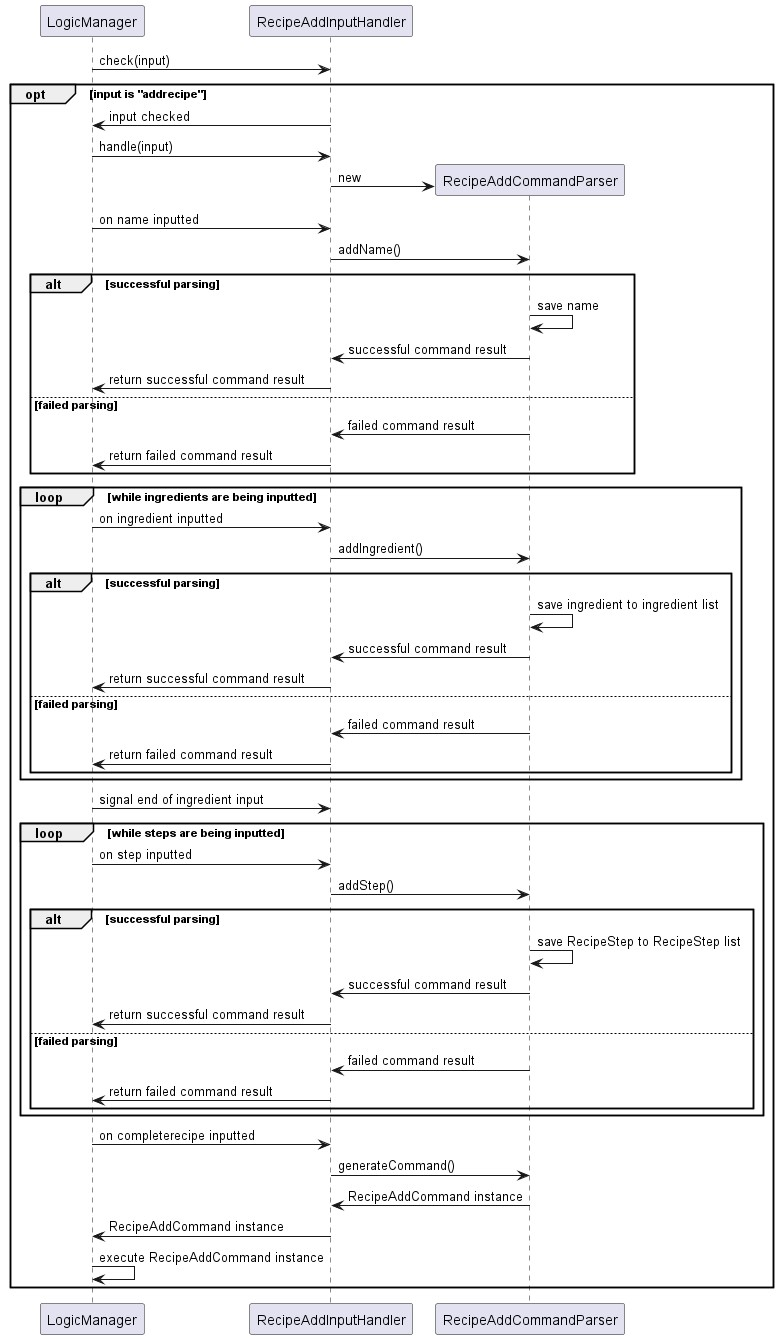 LogicManager
RecipeAddInputHandler
check(input)
opt
[input is "addrecipe"]
input checked
handle(input)
new
RecipeAddCommandParser
on name inputted
addName()
alt
[successful parsing]
save name
successful command result
return successful command result
[failed parsing]
failed command result
return failed command result
loop
[while ingredients are being inputted]
on ingredient inputted
addIngredient()
alt
[successful parsing]
save ingredient to ingredient list
successful command result
return successful command result
[failed parsing]
failed command result
return failed command result
signal end of ingredient input
loop
[while steps are being inputted]
on step inputted
addStep()
alt
[successful parsing]
save RecipeStep to RecipeStep list
successful command result
return successful command result
[failed parsing]
failed command result
return failed command result
on completerecipe inputted
generateCommand()
RecipeAddCommand instance
RecipeAddCommand instance
execute RecipeAddCommand instance
LogicManager
RecipeAddInputHandler
RecipeAddCommandParser